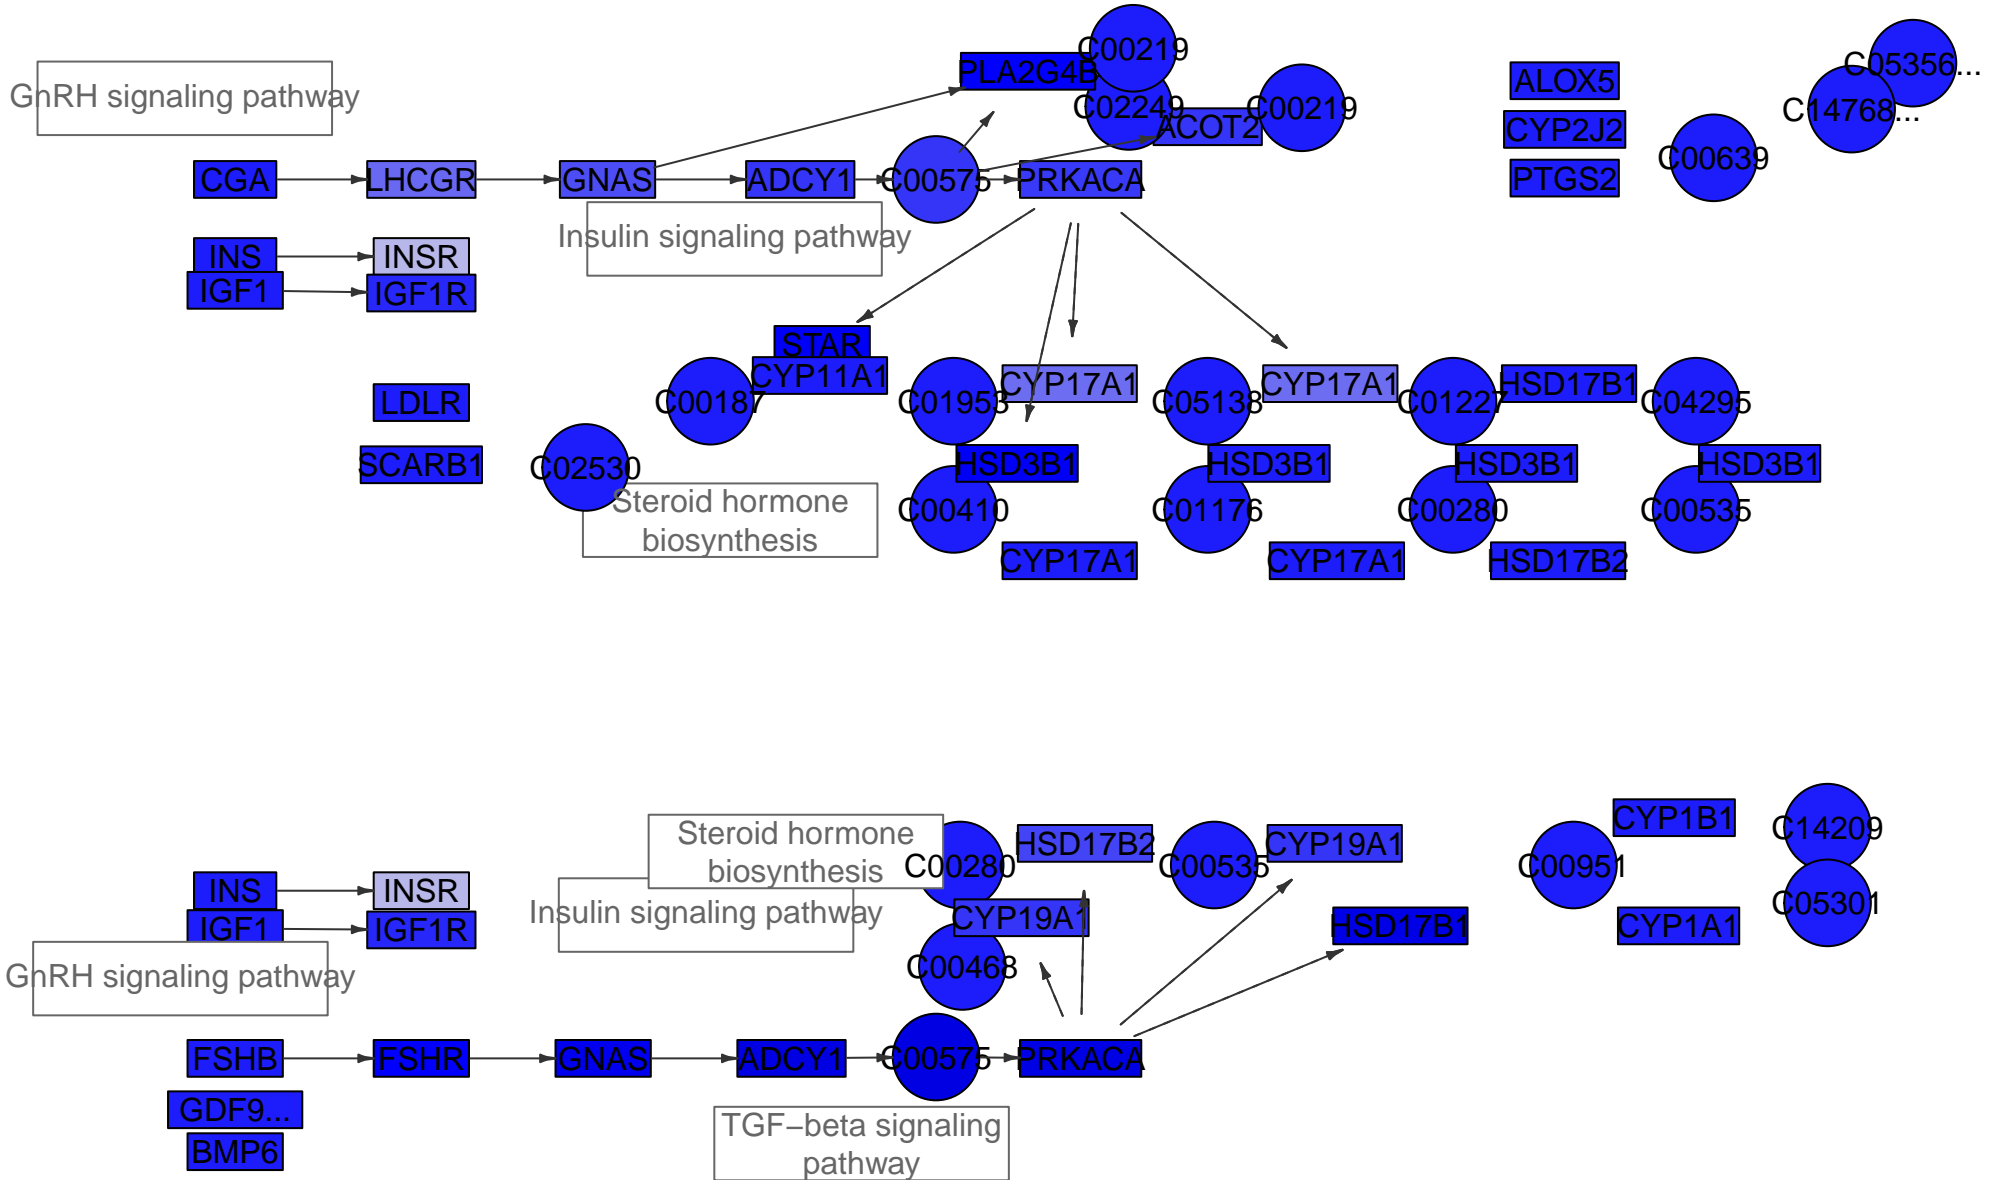 C00219
C05356...
PLA2G4B
ALOX5
GnRH signaling pathway
C02249
C00219
C14768...
ACOT2
CYP2J2
C00639
CGA
LHCGR
GNAS
ADCY1
C00575
PRKACA
PTGS2
Insulin signaling pathway
INS
INSR
IGF1
IGF1R
STAR
CYP11A1
CYP17A1
CYP17A1
HSD17B1
LDLR
C00187
C01953
C05138
C01227
C04295
SCARB1
C02530
HSD3B1
HSD3B1
HSD3B1
HSD3B1
Steroid hormone
biosynthesis
C00410
C01176
C00280
C00535
CYP17A1
CYP17A1
HSD17B2
CYP1B1
C14209
Steroid hormone
biosynthesis
C00280
HSD17B2
C00535
CYP19A1
C00951
INS
INSR
Insulin signaling pathway
CYP19A1
C05301
IGF1
IGF1R
HSD17B1
CYP1A1
GnRH signaling pathway
C00468
FSHB
FSHR
GNAS
ADCY1
C00575
PRKACA
GDF9...
BMP6
TGF−beta signaling
pathway